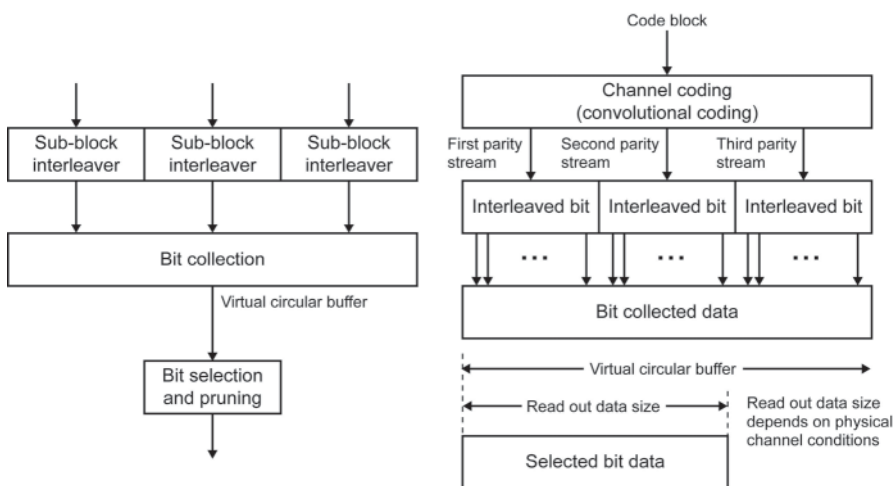 Sub-block
interleaver
Sub-block
interleaver
Sub-block
interleaver
Bit collection
Virtual circular buffer
Bit selection
and pruning
Code block
Channel coding
(convolutional coding)
First parity
stream
Second parity
stream
Third parity
stream
Interleaved bit
Interleaved bit
Interleaved bit
...
...
...
Bit collected data
Virtual circular buffer
Read out data size
Read out data size
depends on physical
channel conditions
Selected bit data